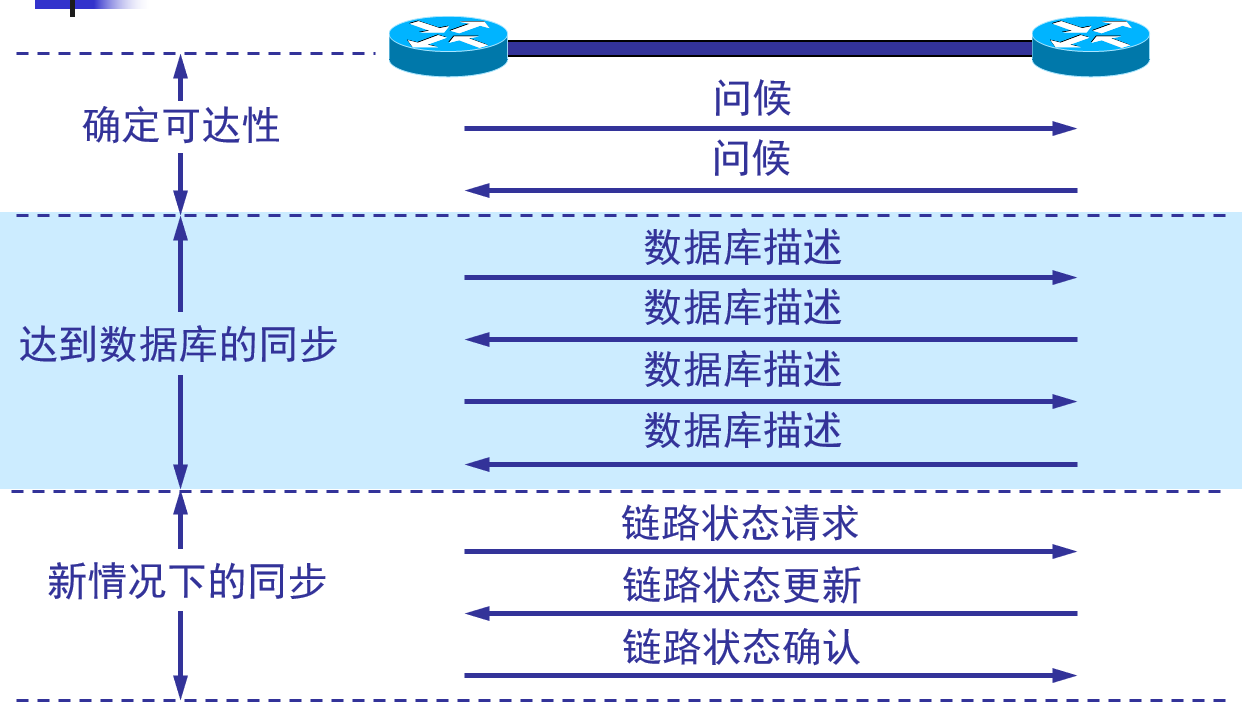 问候
确定可达性
问候
数据库描述
数据库描述
达到数据库的同步
数据库描述
数据库描述
链路状态请求
新情况下的同步
链路状态更新
链路状态确认